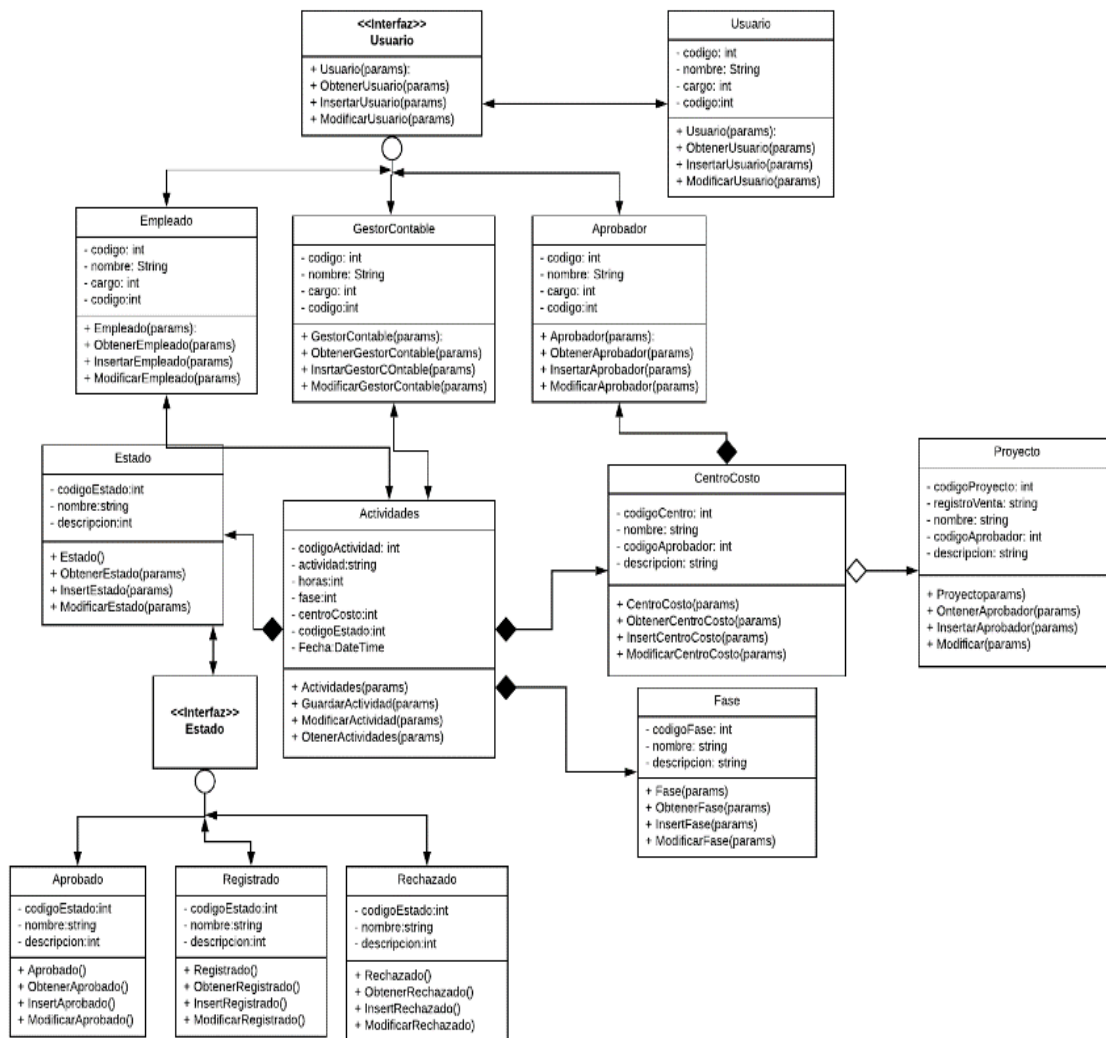 <<Interfaz>>
Usuario
+ Usuario(params):
+ ObtenerUsuario(params)
+ InsertarUsuario(params)
+ ModificarUsuario(params)
Usuario
- codigo: int
- nombre: String
- cargo: int
- codigo:int
+ Usuario(params):
+ ObtenerUsuario(params)
+ InsertarUsuario(params)
+ ModificarUsuario(params)
Empleado
- codigo: int
- nombre: String
- cargo: int
- codigo:int
+ Empleado(params):
+ ObtenerEmpleado(params)
+ InsertarEmpleado(params)
+ ModificarEmpleado(params)
GestorContable
- codigo: int
- nombre: String
- cargo: int
- codigo:int
+ GestorContable(params):
+ ObtenerGestorContable(params)
+ InsrtarGestorCOntable(params)
+ ModificarGestorContable(params)
Aprobador
- codigo: int
- nombre: String
- cargo: int
- codigo:int
+ Aprobador(params):
+ ObtenerAprobador(params)
+ InsertarAprobador(params)
+ ModificarAprobador(params)
Estado
- codigoEstado:int
- nombre:string
- descripcion:int
+ Estado()
+ ObtenerEstado(params)
+ InsertEstado(params)
+ ModificarEstado(params)
Actividades
- codigoActividad: int
- actividad:string
- horas:int
- fase:int
- centroCosto:int
- codigoEstado:int
- Fecha:DateTime
+ Actividades(params)
+ GuardarActividad(params)
+ ModificarActividad(params)
+ OtenerActividades(params)
CentroCosto
- codigoCentro: int
- nombre: string
- codigoAprobador: int
- descripcion: string
+ CentroCosto(params)
+ ObtenerCentroCosto(params)
+ InsertCentroCosto(params)
+ ModificarCentroCosto(params)
Proyecto
- codigoProyecto: int
- registroVenta: string
- nombre: string
- codigoAprobador: int
- descripcion: string
+ Proyectoparams)
+ OntenerAprobador(params)
+ InsertarAprobador(params)
+ Modificar(params)
<<Interfaz>>
Estado
Fase
- codigoFase: int
- nombre: string
- descripcion: string
+ Fase(params)
+ ObtenerFase(params)
+ InsertFase(params)
+ ModificarFase(params)
Aprobado
- codigoEstado:int
- nombre:string
- descripcion:int
+ Aprobado()
+ ObtenerAprobado()
+ InsertAprobado()
+ ModificarAprobado()
Registrado
- codigoEstado:int
- nombre:string
- descripcion:int
+ Registrado()
+ ObtenerRegistrado()
+ InsertRegistrado()
+ ModificarRegistrado()
Rechazado
- codigoEstado:int
- nombre:string
- descripcion:int
+ Rechazado()
+ ObtenerRechazado()
+ InsertRechazado()
+ ModificarRechazado)